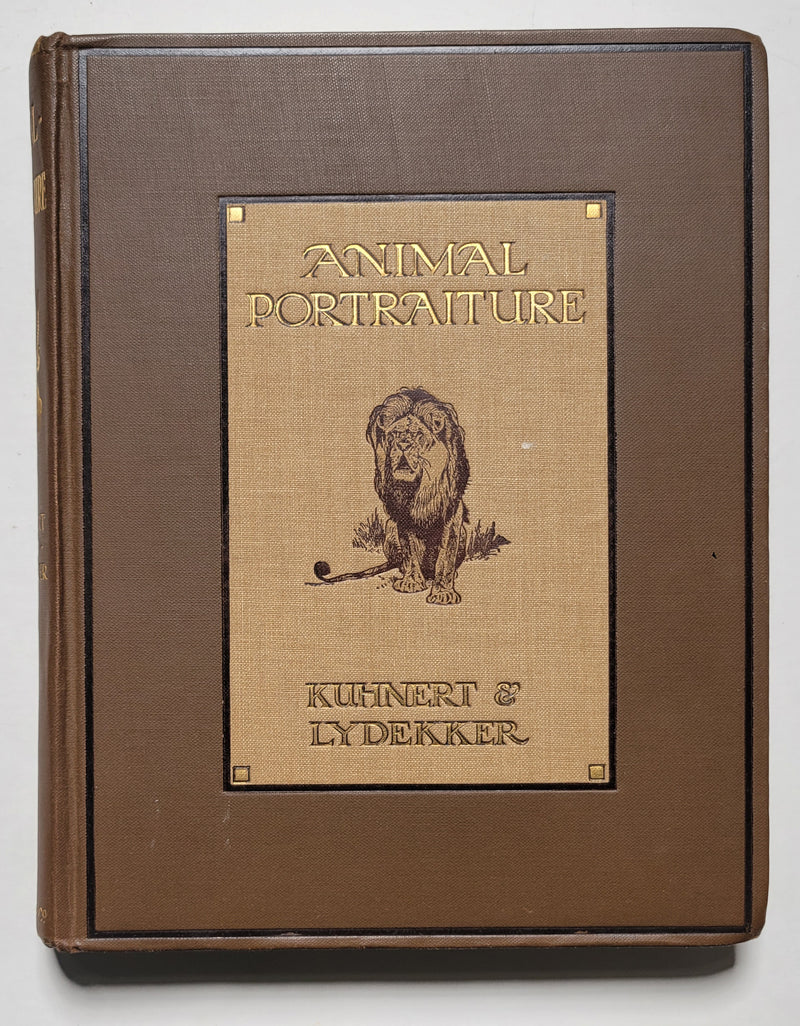 ANIMAL
PORTRAITURE
KUHNERT &
LYDEKKER